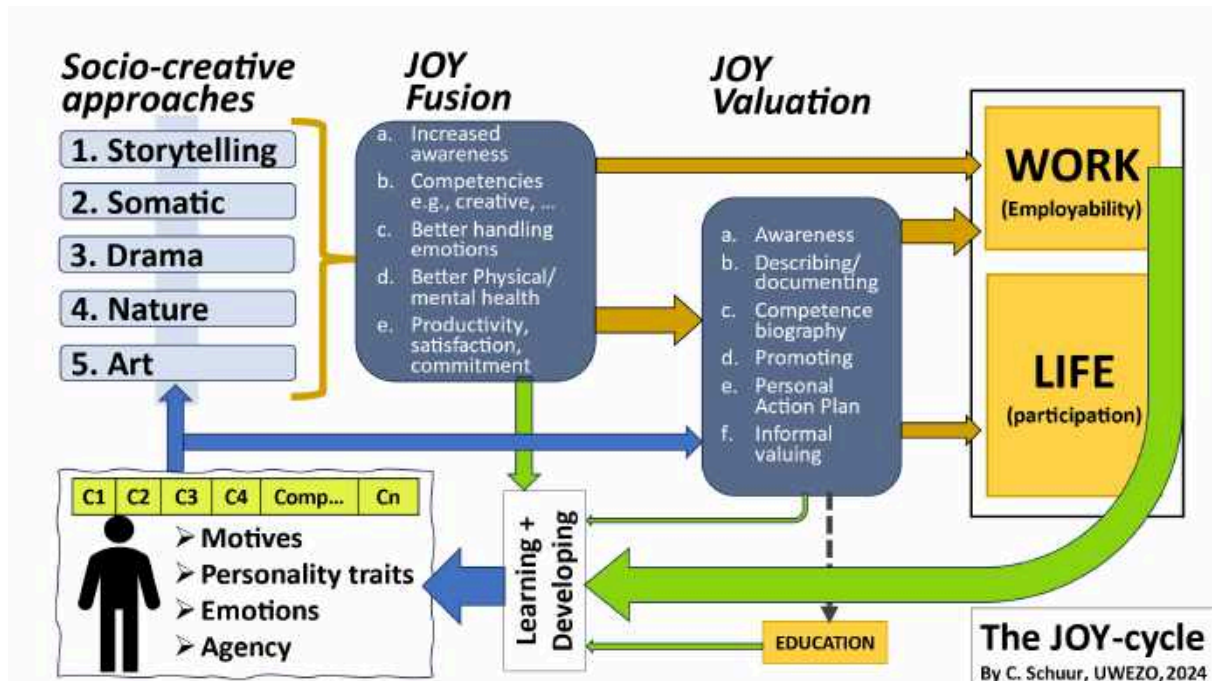 Socio-creative
approaches
1. Storytelling
2. Somatic
3. Drama
4. Nature
5. Art
JOY
Fusion
a. Increased
awareness
b. Competencies
e.g., creative, ...
c. Better handling
emotions
d. Better Physical/
mental health
e. Productivity,
satisfaction,
commitment
JOY
Valuation
a. Awareness
b. Describing/
documenting
c. Competence
biography
d. Promoting
e. Personal
Action Plan
f. Informal
valuing
WORK
(Employability)
LIFE
(participation)
C1 C2 C3 C4 Comp... Cn
➢ Motives
➢ Personality traits
➢ Emotions
➢ Agency
Learning +
Developing
EDUCATION
The JOY-cycle
By C. Schuur, UWEZO, 2024